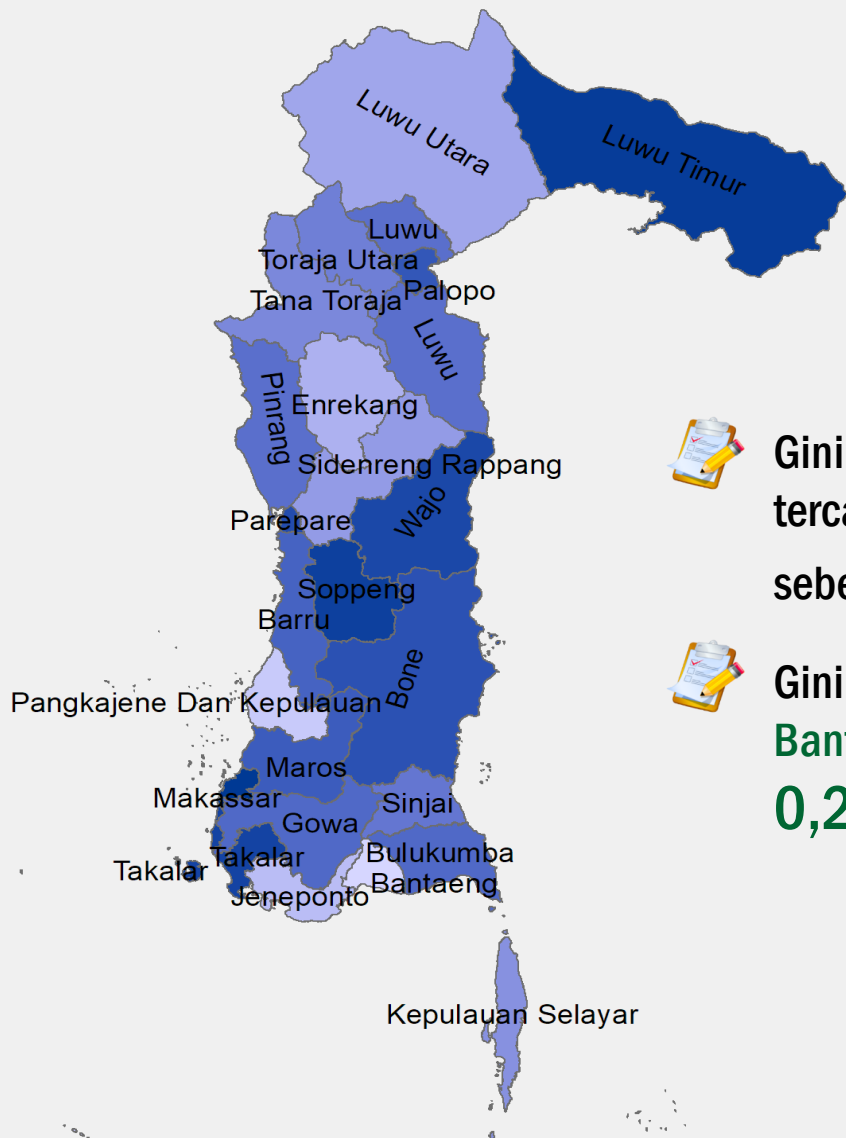 Luwu Utara
Luwu Timur
Luwu
Toraja Utara
Palopo
Tana Toraja
Luwu
Pinrang
Enrekang
Sidenreng Rappang
Wajo
Parepare
Soppeng
Barru
Bone
Pangkajene Dan Kepulauan
Maros
Makassar
Sinjai
Gowa
Bulukumba
Takalar
Takalar
Bantaeng
Jeneponto
Kepulauan Selayar
Gini
terca
sebe
Gini
Bant
0,2